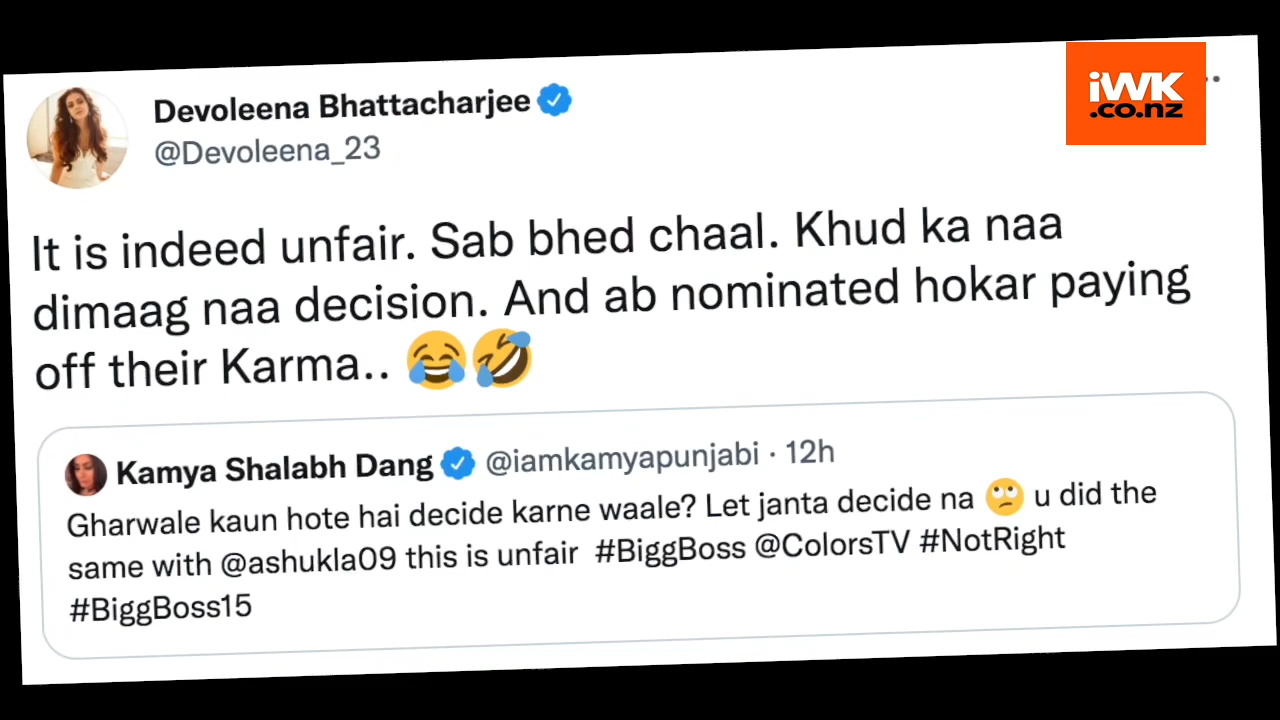 iWK
.co.nz
Devoleena Bhattacharjee
@Devoleena_23
It is indeed unfair. Sab bhed chaal. Khud ka naa
dimaag naa decision. And ab nominated hokar paying
off their Karma.. 😂🤣
Kamya Shalabh Dang @iamkamyapunjabi · 12h
Gharwale kaun hote hai decide karne waale? Let janta decide na 🙄 u did the
same with @ashukla09 this is unfair #BiggBoss @ColorsTV #NotRight
#BiggBoss15